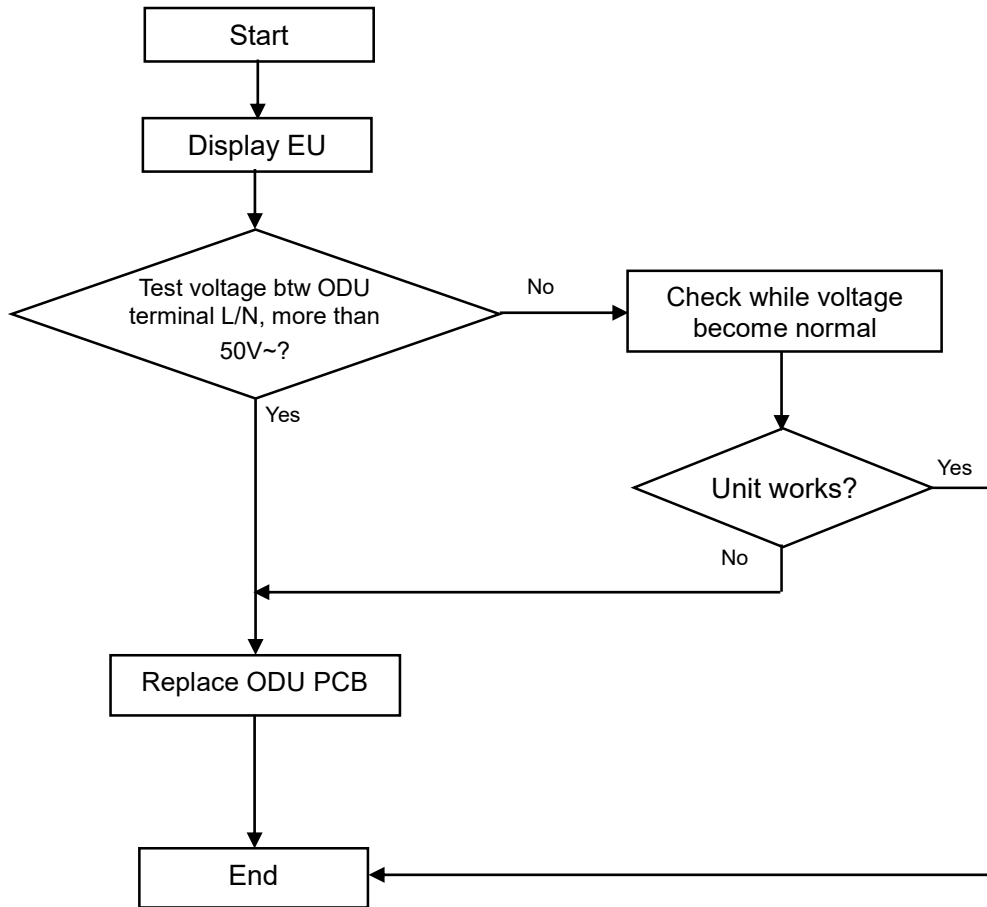 Start
Display EU
Test voltage btw ODU
terminal L/N, more than
50V~?
No
Check while voltage
become normal
Yes
Unit works?
Yes
No
Replace ODU PCB
End